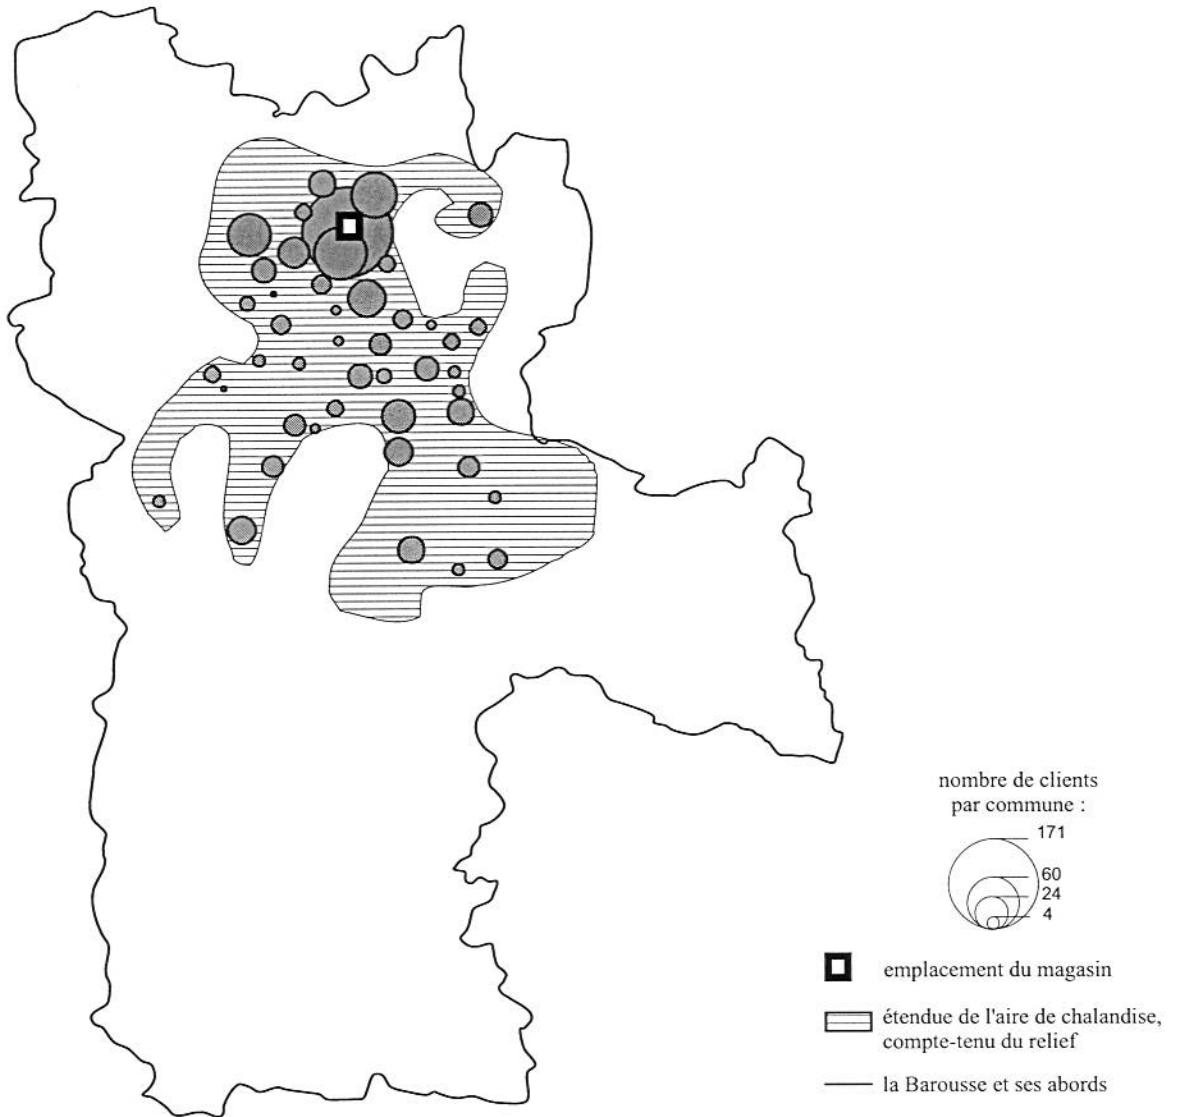 nombre de clients
par commune :
171
60
24
4
emplacement du magasin
étendue de l'aire de chalandise,
compte-tenu du relief
la Barousse et ses abords